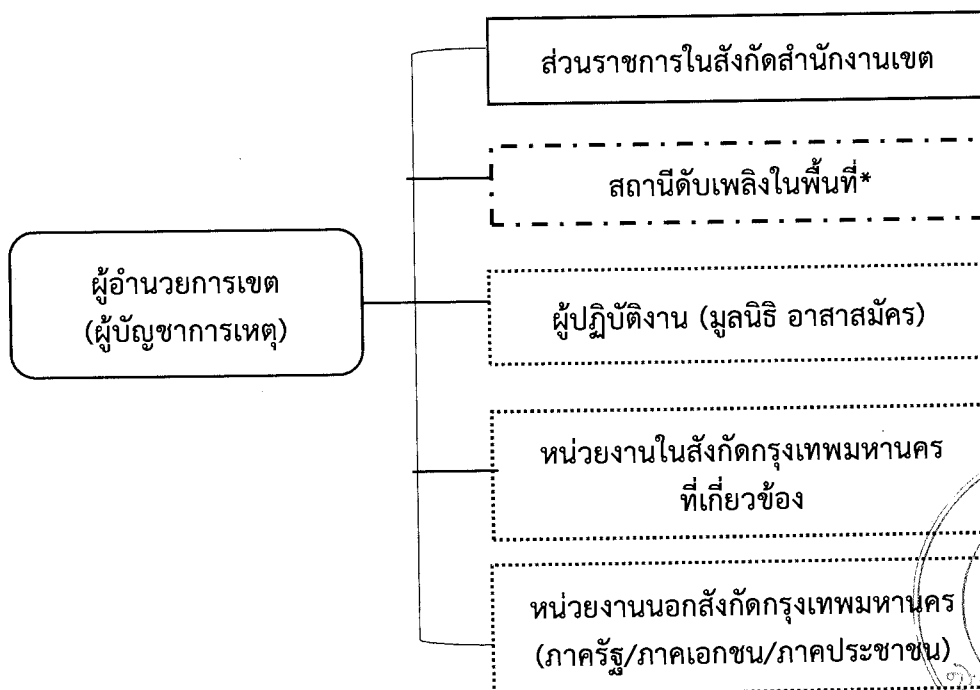 ส่วนราชการในสังกัดสำนักงานเขต
สถานีดับเพลิงในพื้นที่*
ผู้อำนวยการเขต
(ผู้บัญชาการเหตุ)
ผู้ปฏิบัติงาน (มูลนิธิ อาสาสมัคร)
หน่วยงานในสังกัดกรุงเทพมหานคร
ที่เกี่ยวข้อง
หน่วยงานนอกสังกัดกรุงเทพมหานคร
(ภาครัฐ/ภาคเอกชน/ภาคประชาชน)